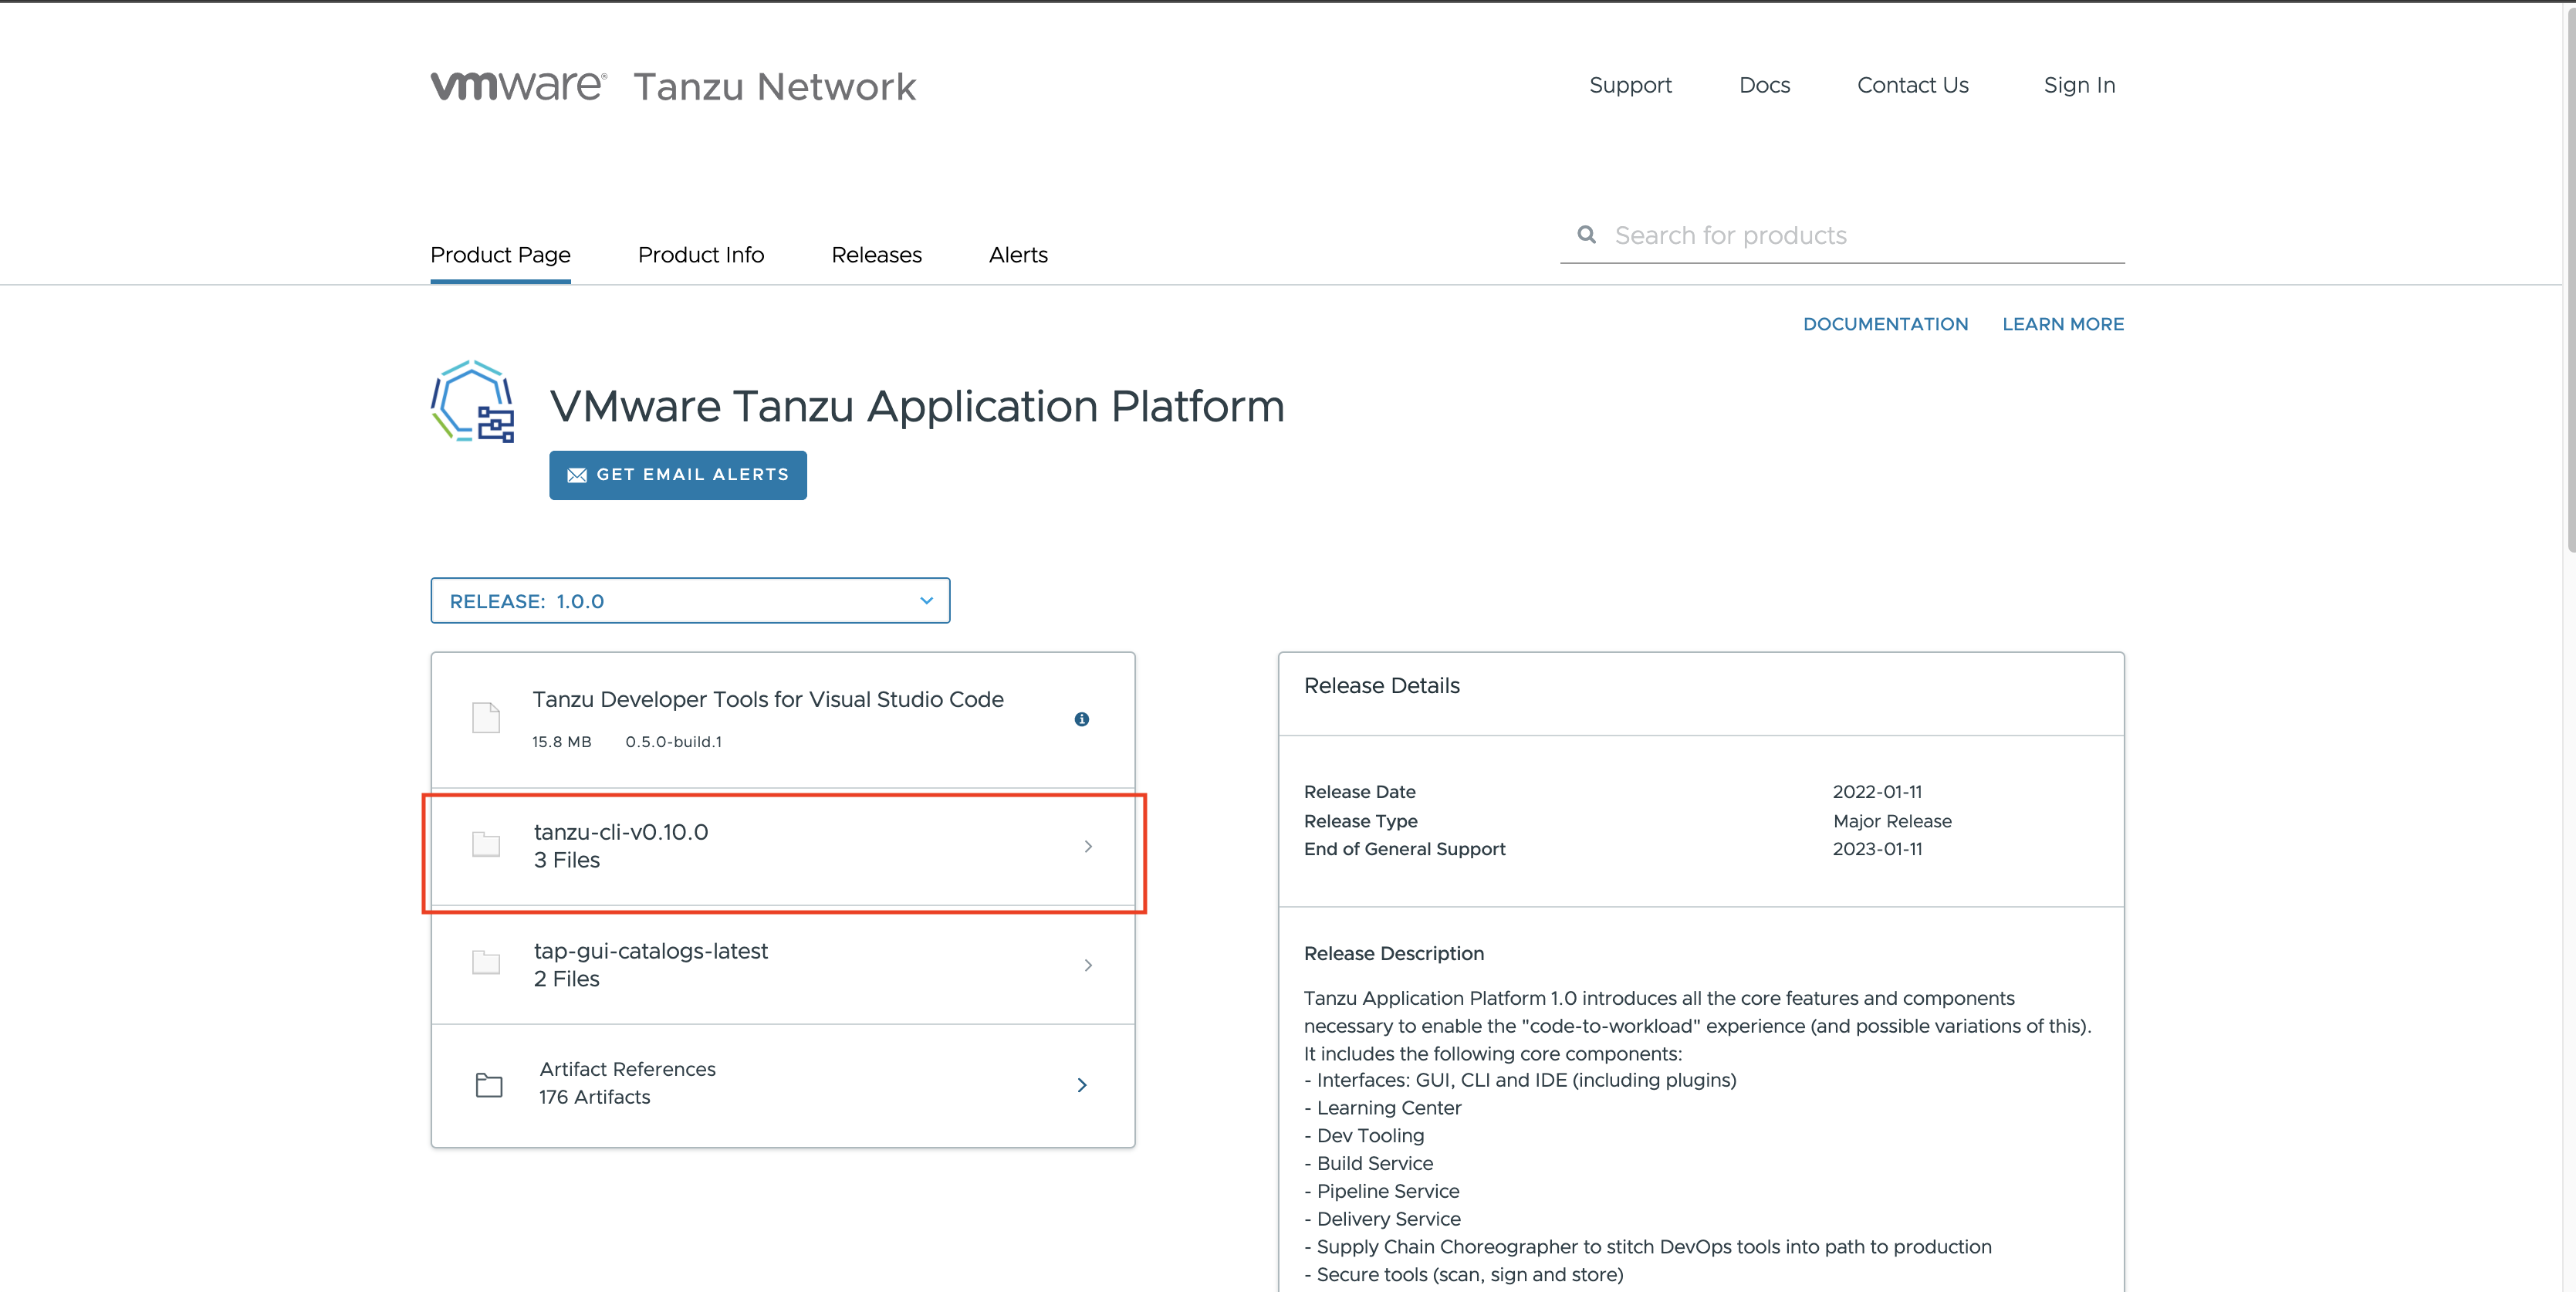 vmware® Tanzu Network
Support Docs Contact Us Sign In
Product Page Product Info Releases Alerts
Search for products
DOCUMENTATION LEARN MORE
VMware Tanzu Application Platform
GET EMAIL ALERTS
RELEASE: 1.0.0
Tanzu Developer Tools for Visual Studio Code
15.8 MB 0.5.0-build.1
tanzu-cli-v0.10.0
3 Files
tap-gui-catalogs-latest
2 Files
Artifact References
176 Artifacts
Release Details
Release Date 2022-01-11
Release Type Major Release
End of General Support 2023-01-11
Release Description
Tanzu Application Platform 1.0 introduces all the core features and components
necessary to enable the "code-to-workload" experience (and possible variations of this).
It includes the following core components:
- Interfaces: GUI, CLI and IDE (including plugins)
- Learning Center
- Dev Tooling
- Build Service
- Pipeline Service
- Delivery Service
- Supply Chain Choreographer to stitch DevOps tools into path to production
- Secure tools (scan, sign and store)